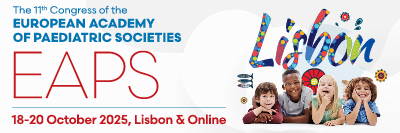 The 11th Congress of the
EUROPEAN ACADEMY
OF PAEDIATRIC SOCIETIES
EAPS
18-20 October 2025, Lisbon & Online
Lisbon